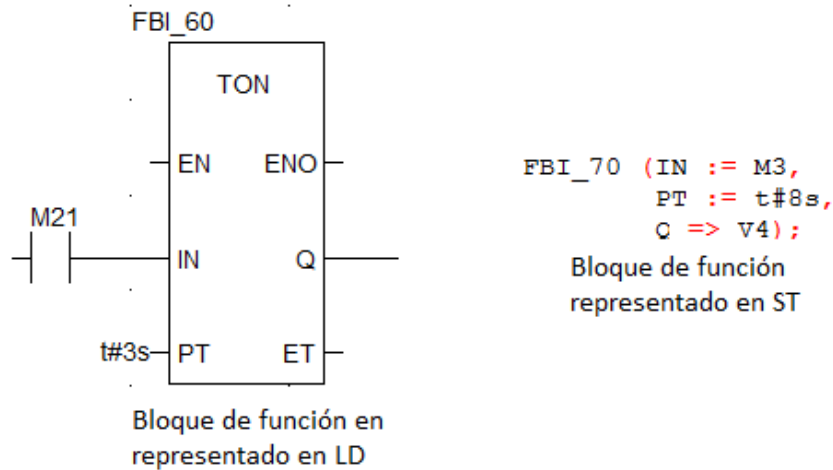 FBI_60
TON
EN ENO
M21
IN Q
t#3s PT ET
Bloque de función en
representado en LD
FBI_70 (IN := M3,
PT := t#8s,
Q => V4);
Bloque de función
representado en ST